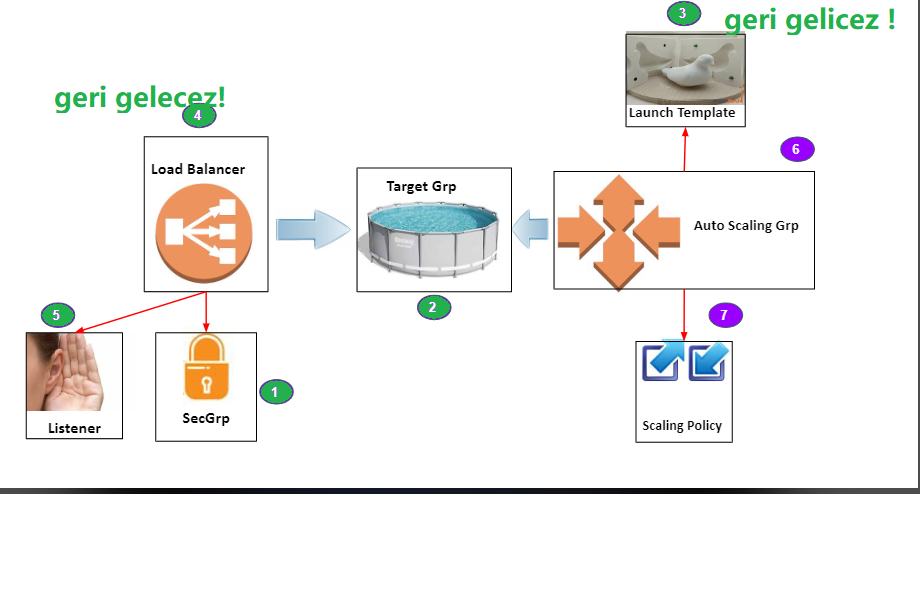 3
geri gelicez !
geri gelecez!
4
Launch Template
6
Load Balancer
Target Grp
Auto Scaling Grp
2
5
7
1
SecGrp
Listener
Scaling Policy